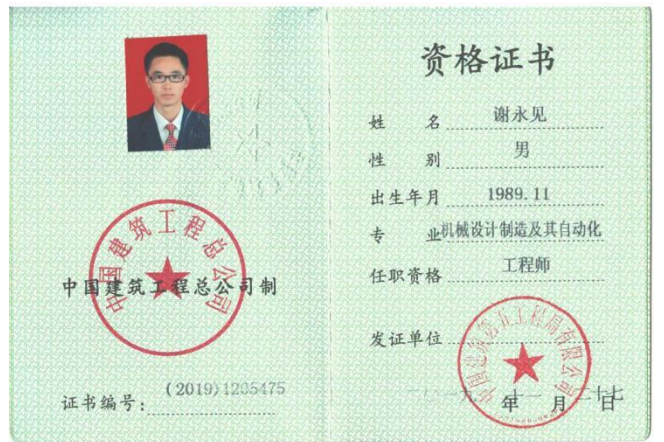 中国建筑工程总公司
中国建筑工程总公司制
证书编号：(2019)1205475
资格证书
姓 名 谢永见
性 别 男
出生年月 1989.11
专 业 机械设计制造及其自动化
任职资格 工程师
发证单位
年 月 日